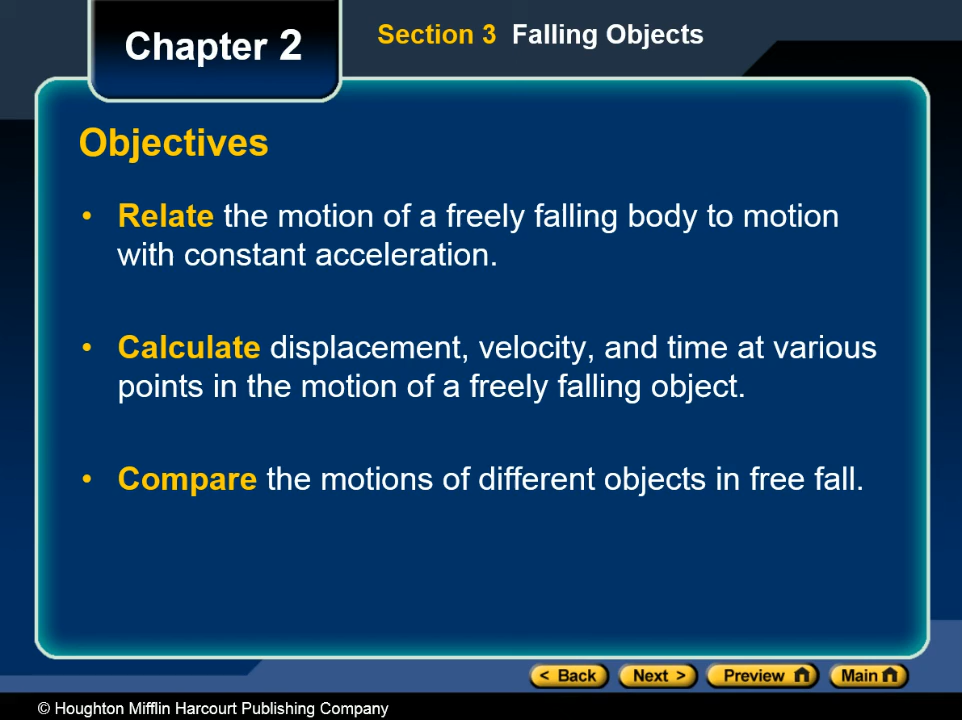 Chapter 2
Section 3 Falling Objects
Objectives
• Relate the motion of a freely falling body to motion
with constant acceleration.
• Calculate displacement, velocity, and time at various
points in the motion of a freely falling object.
• Compare the motions of different objects in free fall.
< Back Next > Preview Main
© Houghton Mifflin Harcourt Publishing Company